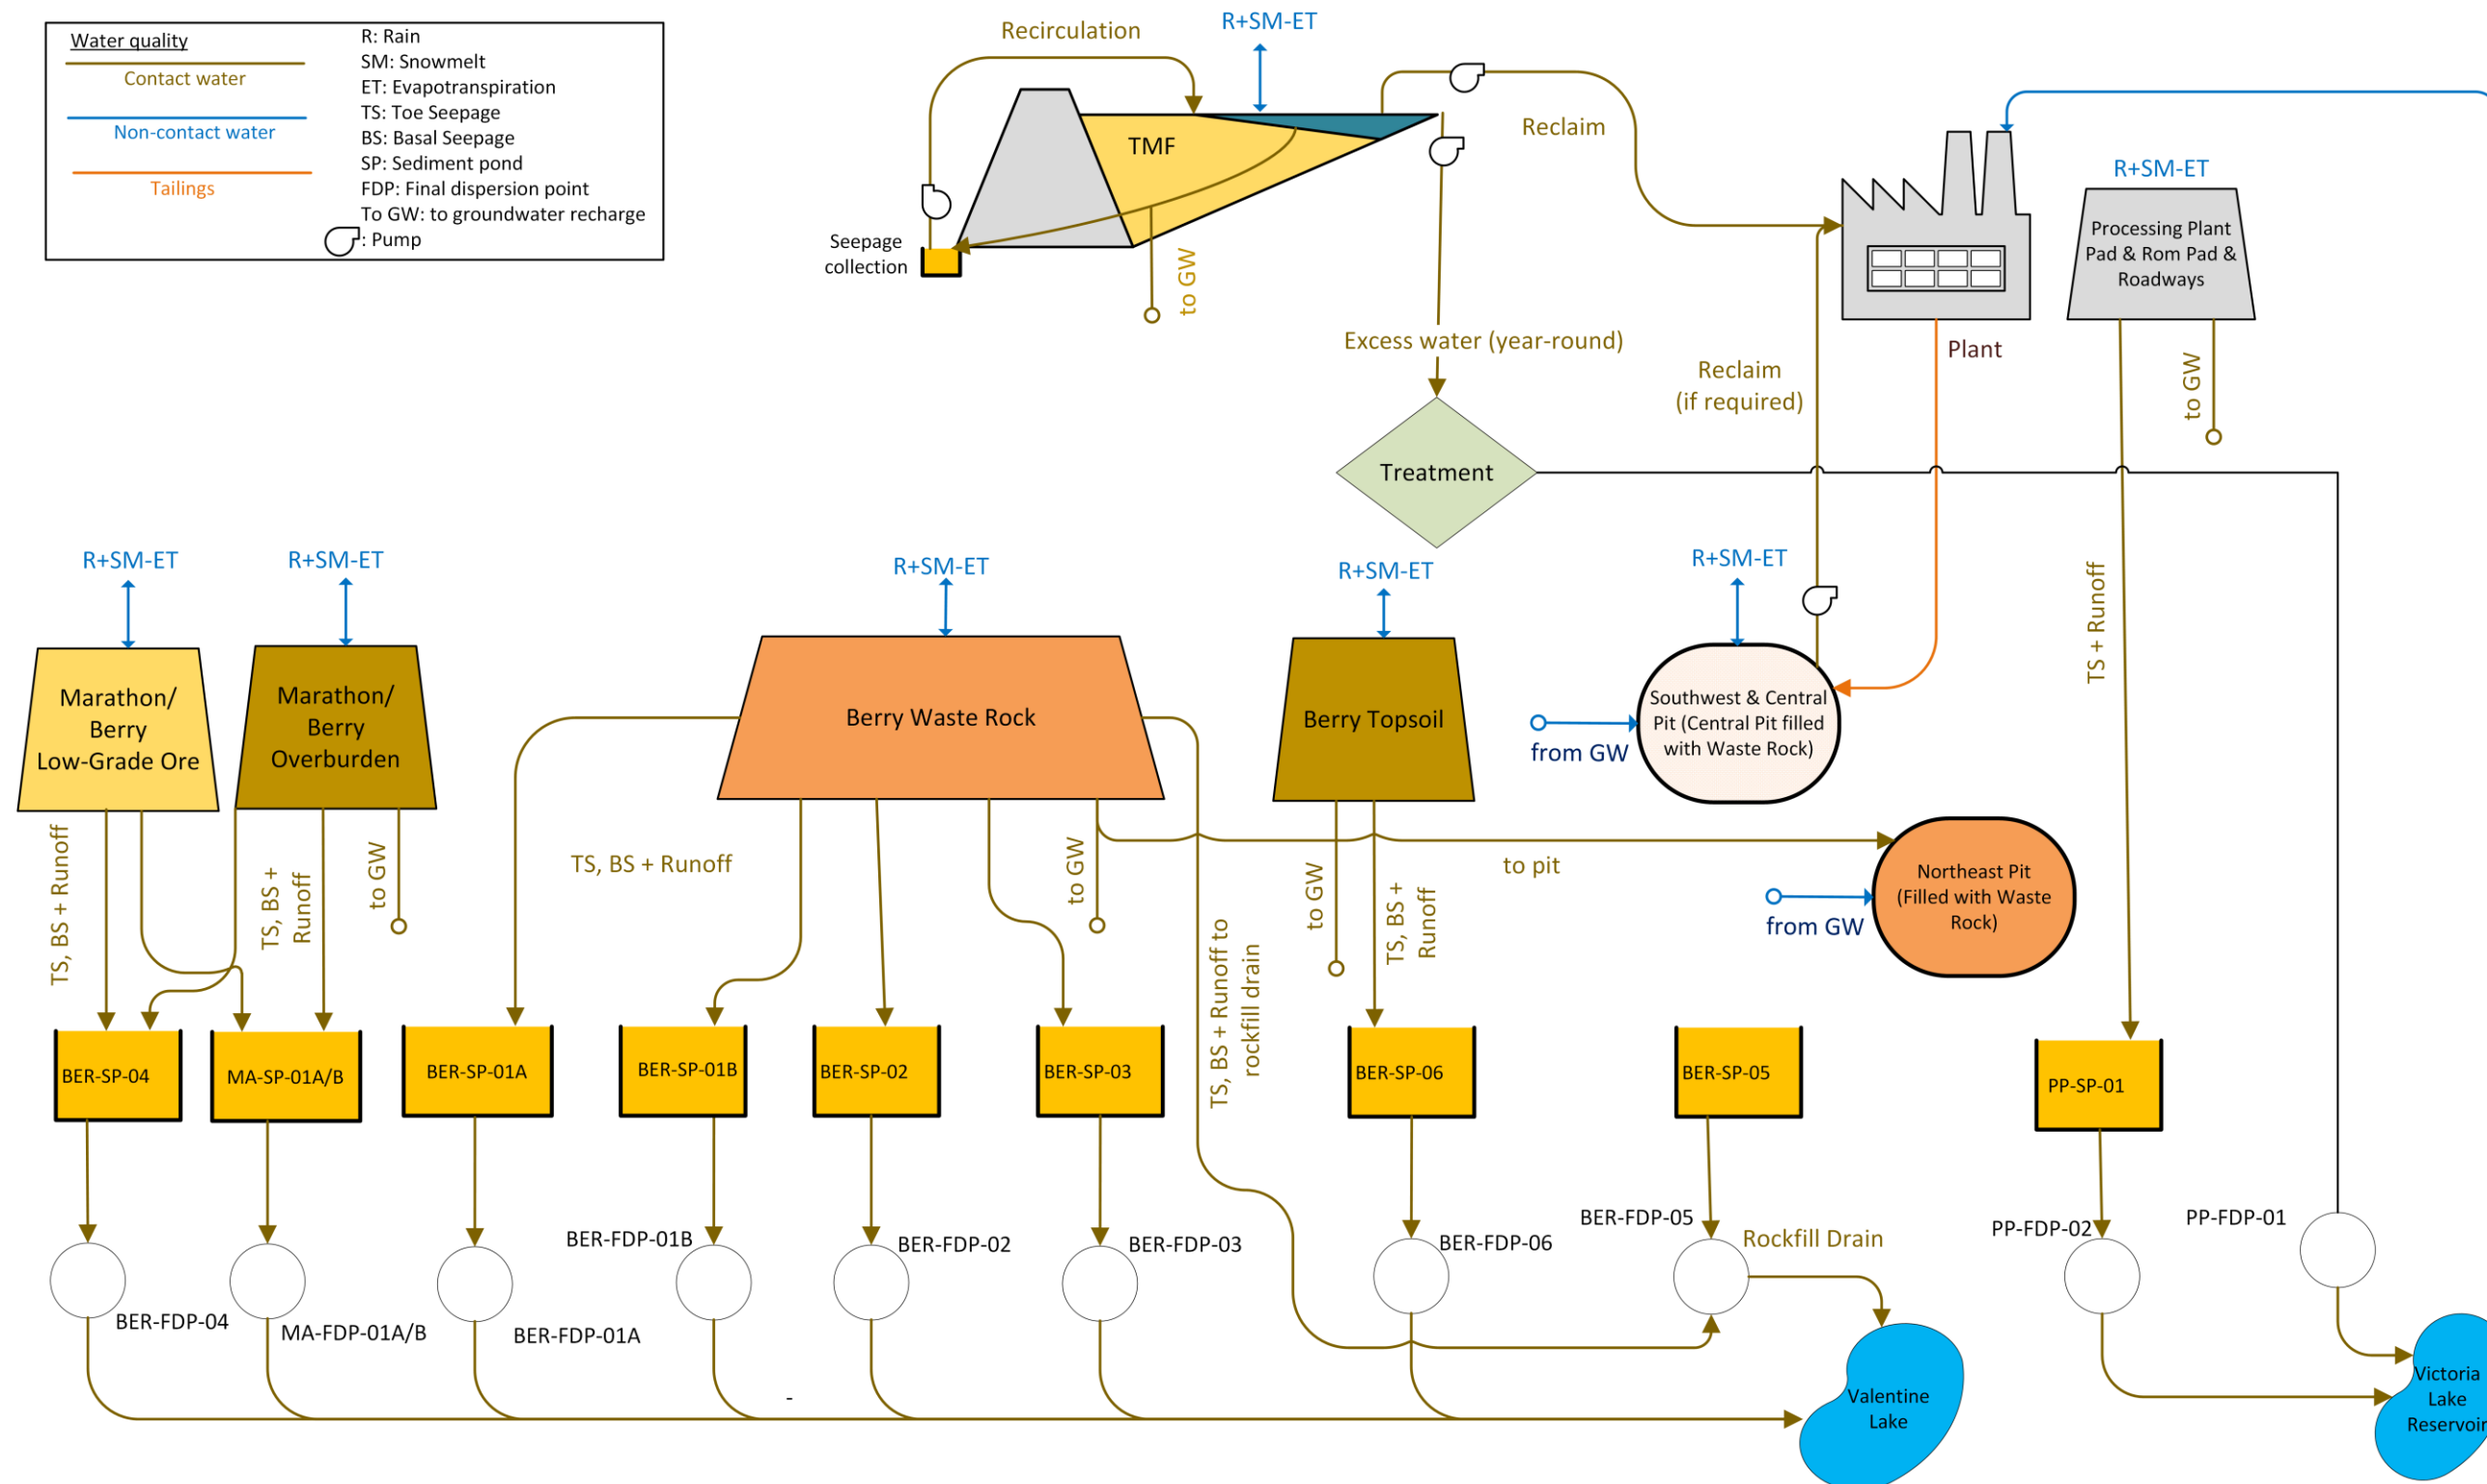 Water quality
Contact water
Non-contact water
Tailings
R: Rain
SM: Snowmelt
ET: Evapotranspiration
TS: Toe Seepage
BS: Basal Seepage
SP: Sediment pond
FDP: Final dispersion point
To GW: to groundwater recharge
: Pump
Recirculation
R+SM-ET
TMF
Reclaim
Seepage
collection
to GW
Excess water (year-round)
Treatment
Reclaim
(if required)
Plant
R+SM-ET
Processing Plant
Pad & Rom Pad &
Roadways
to GW
TS + Runoff
R+SM-ET
R+SM-ET
R+SM-ET
R+SM-ET
R+SM-ET
Marathon/
Berry
Low-Grade Ore
Marathon/
Berry
Overburden
Berry Waste Rock
Berry Topsoil
Southwest & Central
Pit (Central Pit filled
with Waste Rock)
from GW
Northeast Pit
(Filled with Waste
Rock)
from GW
TS, BS + Runoff
TS, BS +
Runoff
to GW
TS, BS + Runoff
to GW
TS, BS + Runoff to
rockfill drain
to GW
TS, BS +
Runoff
to pit
BER-SP-04
MA-SP-01A/B
BER-SP-01A
BER-SP-01B
BER-SP-02
BER-SP-03
BER-SP-06
BER-SP-05
PP-SP-01
BER-FDP-04
MA-FDP-01A/B
BER-FDP-01A
BER-FDP-01B
BER-FDP-02
BER-FDP-03
BER-FDP-06
BER-FDP-05
Rockfill Drain
PP-FDP-02
PP-FDP-01
-
Valentine
Lake
Victoria
Lake
Reservoir